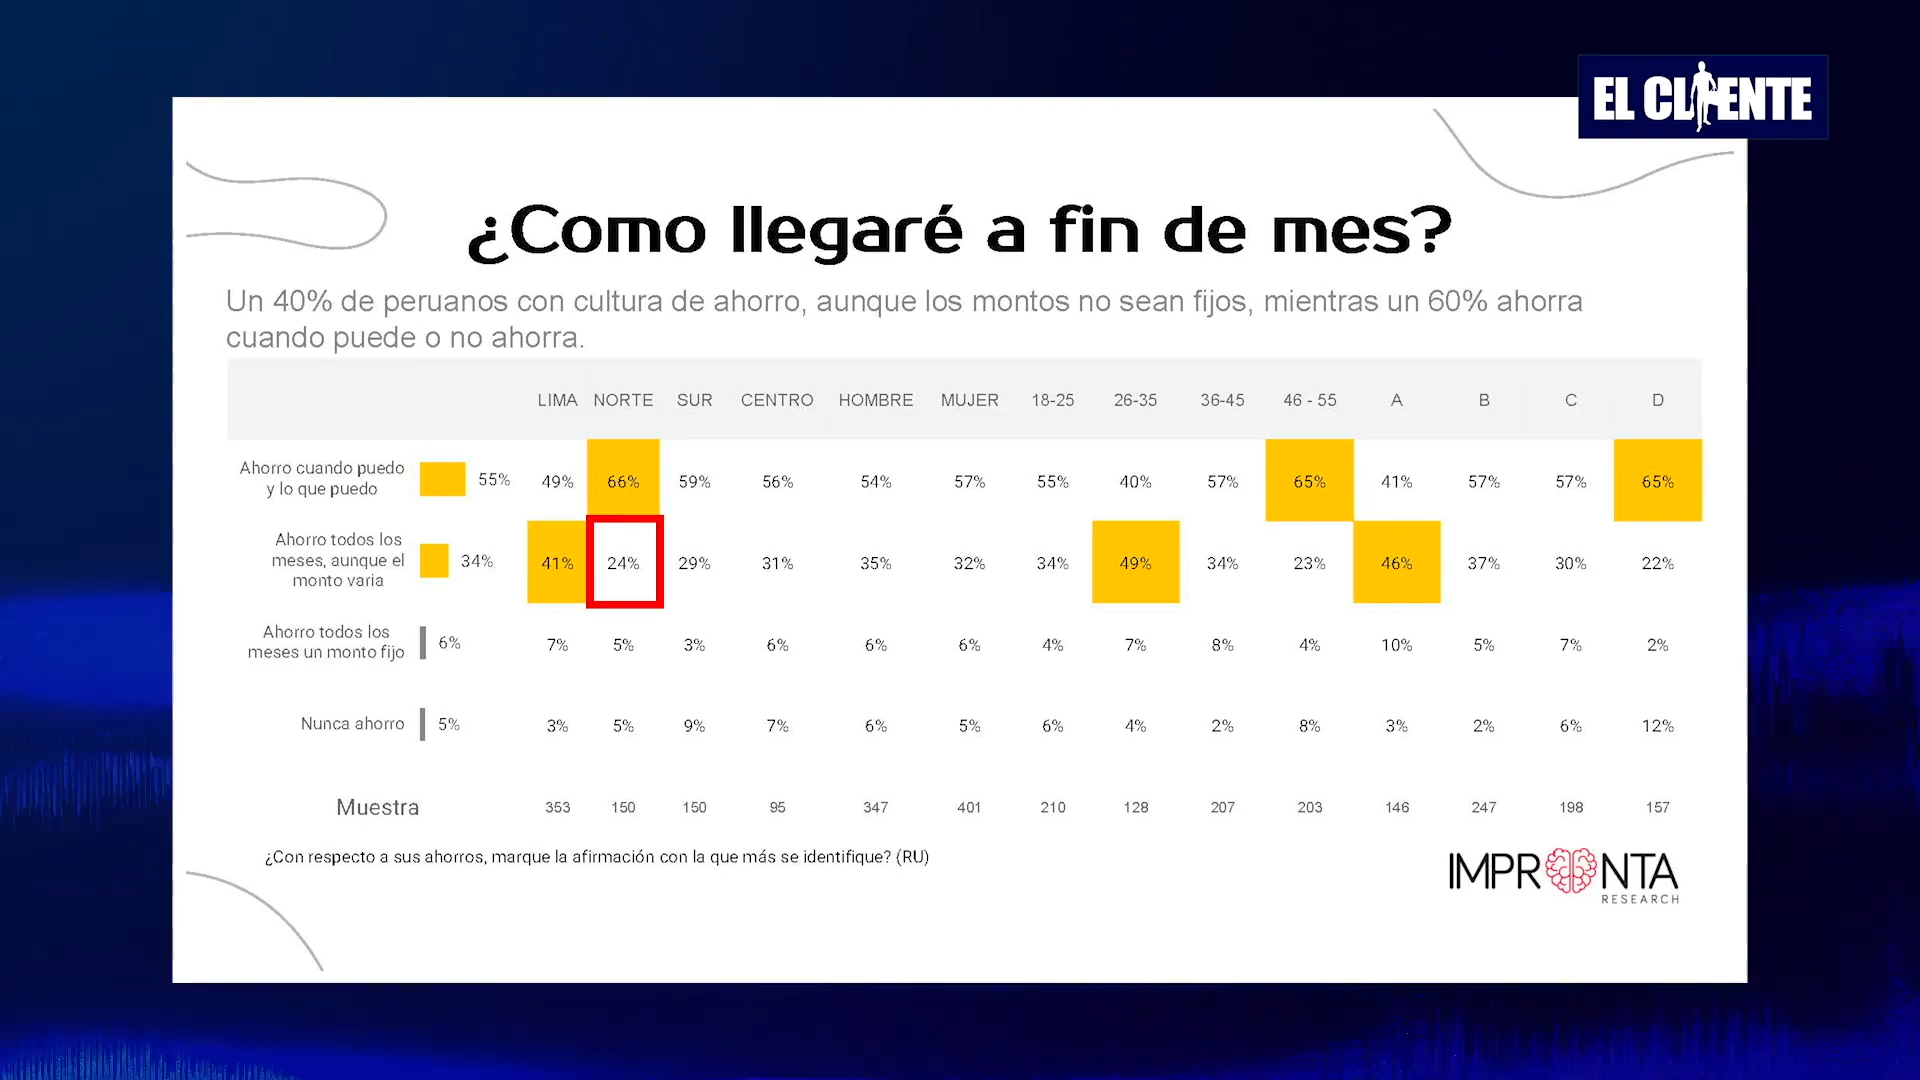 EL CLIENTE
¿Como llegaré a fin de mes?
Un 40% de peruanos con cultura de ahorro, aunque los montos no sean fijos, mientras un 60% ahorra
cuando puede o no ahorra.
LIMA NORTE SUR CENTRO HOMBRE MUJER 18-25 26-35 36-45 46 - 55 A B C D
Ahorro cuando puedo
y lo que puedo
55% 49% 66% 59% 56% 54% 57% 55% 40% 57% 65% 41% 57% 57% 65%
Ahorro todos los
meses, aunque el
monto varia
34% 41% 24% 29% 31% 35% 32% 34% 49% 34% 23% 46% 37% 30% 22%
Ahorro todos los
meses un monto fijo
6% 7% 5% 3% 6% 6% 6% 4% 7% 8% 4% 10% 5% 7% 2%
Nunca ahorro 5% 3% 5% 9% 7% 6% 5% 6% 4% 2% 8% 3% 2% 6% 12%
Muestra 353 150 150 95 347 401 210 128 207 203 146 247 198 157
¿Con respecto a sus ahorros, marque la afirmación con la que más se identifique? (RU)
IMPRONTA
RESEARCH